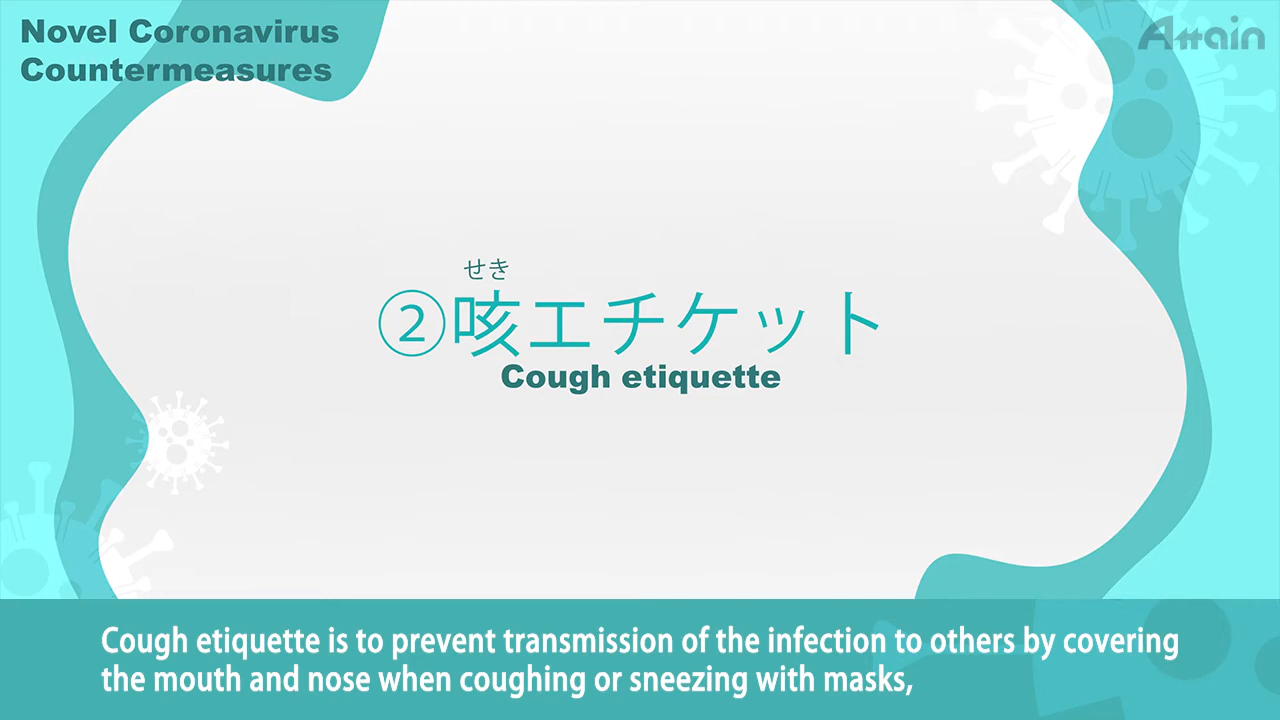 Novel Coronavirus
Countermeasures
Attain
せき
②咳エチケット
Cough etiquette
Cough etiquette is to prevent transmission of the infection to others by covering
the mouth and nose when coughing or sneezing with masks,